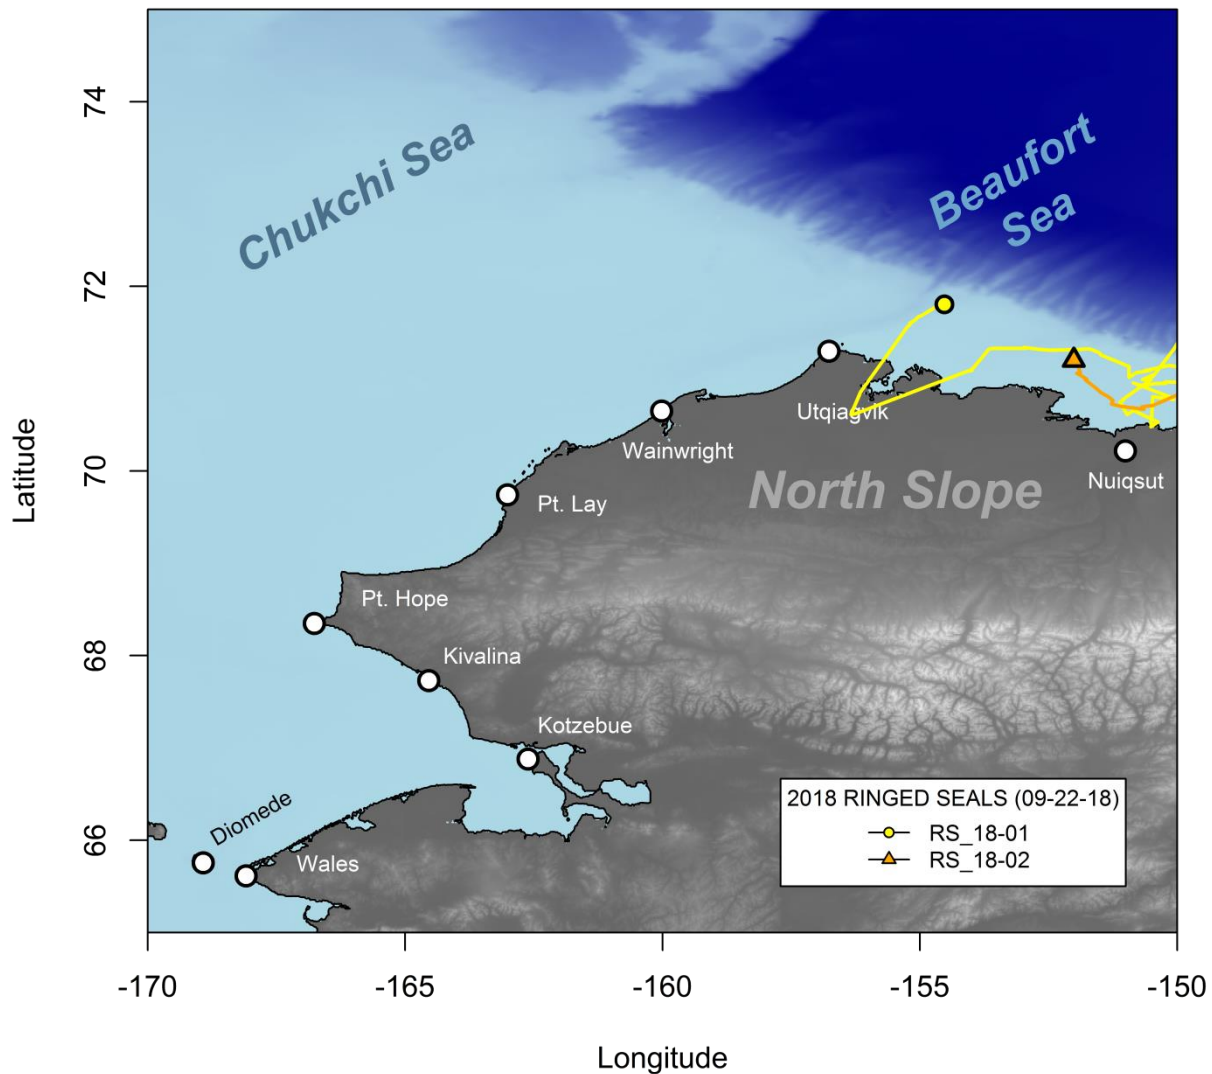 74
72
70
68
66
Latitude
Chukchi Sea
Beaufort
Sea
Utqiagvik
Wainwright
North Slope
Nuiqsut
Pt. Lay
Pt. Hope
Kivalina
Kotzebue
Diomede
Wales
2018 RINGED SEALS (09-22-18)
RS_18-01
RS_18-02
-170
-165
-160
-155
-150
Longitude